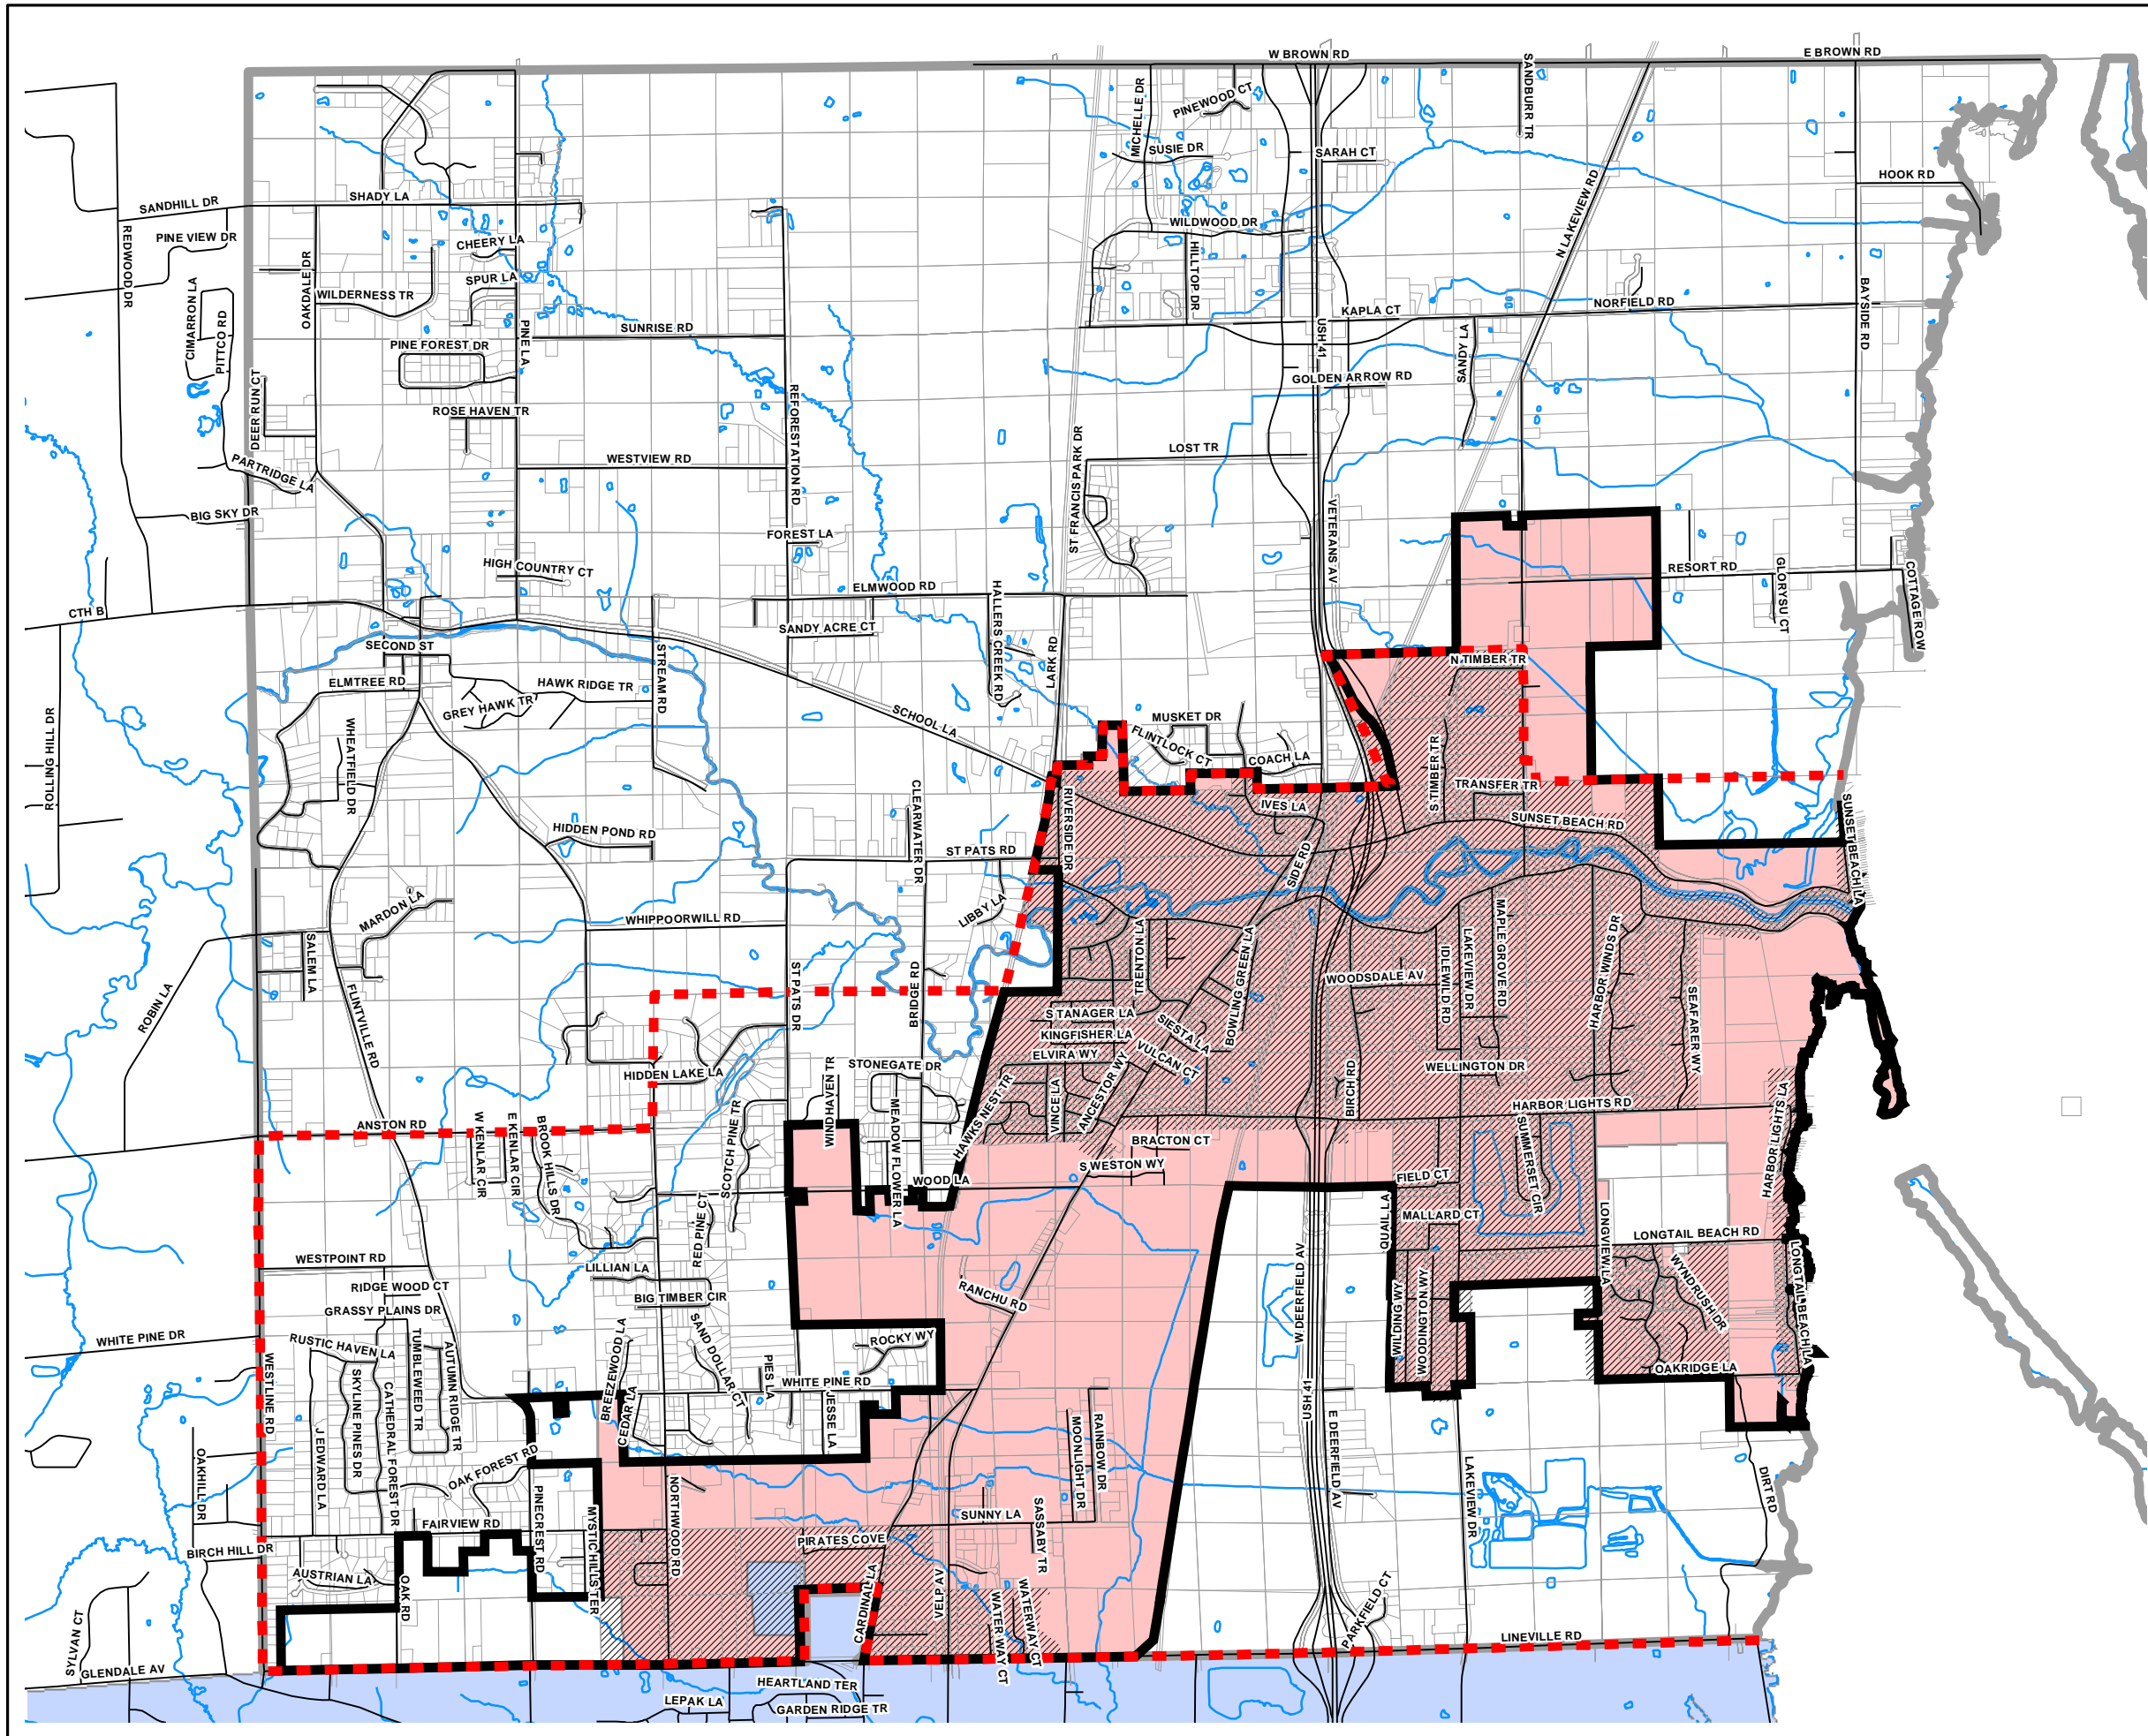 W BROWN RD
E BROWN RD
SANDBURR TR
MICHELLE DR
PINEWOOD CT
SUSIE DR
SARAH CT
N LAKEVIEW RD
HOOK RD
SANDHILL DR
SHADY LA
PINE VIEW DR
REDWOOD DR
CHEERY LA
WILDWOOD DR
HILLTOP DR
OAKDALE DR
SPUR LA
WILDERNESS TR
CIMARRON LA
PITTCO RD
SUNRISE RD
PINE LA
PINE FOREST DR
KAPLA CT
NORFIELD RD
BAYSIDE RD
USH 41
SANDY LA
GOLDEN ARROW RD
DEER RUN CT
ROSE HAVEN TR
REFORESTATION RD
WESTVIEW RD
LOST TR
ST FRANCIS PARK DR
PARTRIDGE LA
BIG SKY DR
VETERANS AV
FOREST LA
HIGH COUNTRY CT
ELMWOOD RD
RESORT RD
GLORYSU CT
COTTAGE ROW
CTH B
HALLERS CREEK RD
SANDY ACRE CT
LARK RD
SECOND ST
STREAM RD
N TIMBER TR
ELMTREE RD
HAWK RIDGE TR
GREY HAWK TR
SCHOOL LA
MUSKET DR
FLINTLOCK CT
COACH LA
ROLLING HILL DR
WHEATFIELD DR
S TIMBER TR
TRANSFER TR
IVES LA
CLEARWATER DR
RIVERSIDE DR
SUNSET BEACH RD
SUNSET BEACH LA
HIDDEN POND RD
ST PATS RD
SIDE RD
MARDON LA
LIBBY LA
WHIPPOORWILL RD
SALEM LA
TRENTON LA
BOWLING GREEN LA
IDLEWILD RD
LAKEVIEW DR
MAPLE GROVE RD
HARBOR WINDS DR
WOODSDALE AV
SEAFARER WY
ROBIN LA
FLINTVILLE RD
ST PATS DR
BRIDGE RD
S TANAGER LA
SIESTA LA
KINGFISHER LA
ELVIRA WY
VULCAN CT
HIDDEN LAKE LA
STONEGATE DR
WINDHAVEN TR
WELLINGTON DR
BIRCH RD
HAWKS NEST TR
VINCE LA
ANCESTOR WY
HARBOR LIGHTS RD
HARBOR LIGHTS LA
ANSTON RD
W KENLAR CIR
E KENLAR CIR
BROOK HILLS DR
SCOTCH PINE TR
MEADOW FLOWER LA
BRACTON CT
S WESTON WY
WOOD LA
FIELD CT
SUMMERSET CIR
RED PINE CT
QUAIL LA
MALLARD CT
LONGVIEW LA
LONGTAIL BEACH RD
LONGTAIL BEACH LA
WESTPOINT RD
LILLIAN LA
RIDGE WOOD CT
BIG TIMBER CIR
RANCHU RD
W DEERFIELD AV
WILDING WY
WOODINGTON WY
WYNDRUSH DR
GRASSY PLAINS DR
WHITE PINE DR
RUSTIC HAVEN LA
TUMBLEWEED TR
AUTUMN RIDGE TR
BREEZEWOOD LA
SAND DOLLAR CT
ROCKY WY
OAKRIDGE LA
WESTLINE RD
SKYLINE PINES DR
CATHEDRAL FOREST DR
PIES LA
WHITE PINE RD
CEDAR LA
JESSE LA
USH 41
E DEERFIELD AV
J EDWARD LA
MOONLIGHT DR
RAINBOW DR
OAKHILL DR
OAK FOREST RD
PINECREST RD
LAKEVIEW DR
DIRT RD
NORTHWOOD RD
MYSTIC HILLS TER
SUNNY LA
SASSABY TR
FAIRVIEW RD
BIRCH HILL DR
PIRATES COVE
AUSTRIAN LA
OAK RD
CARDINAL LA
VELP AV
WATER WAY CT
WATERWAY CT
PARKFIELD CT
LINEVILLE RD
SYLVAN CT
GLENDALE AV
HEARTLAND TER
LEPAK LA
GARDEN RIDGE TR